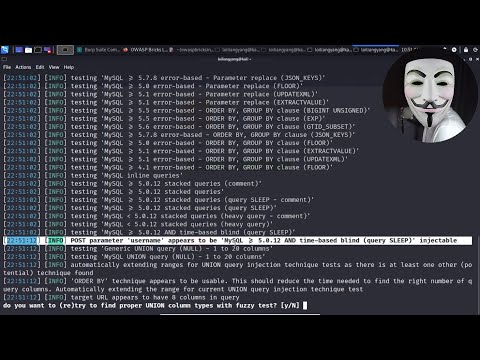 Burp Suite Com
OWASP Bricks L
[22:51:02] [INFO] testing 'MySQL ≥ 5.7.8 error-based - Parameter replace (JSON_KEYS)'
[22:51:02] [INFO] testing 'MySQL ≥ 5.0 error-based - Parameter replace (FLOOR)'
[22:51:02] [INFO] testing 'MySQL ≥ 5.1 error-based - Parameter replace (UPDATEXML)'
[22:51:02] [INFO] testing 'MySQL ≥ 5.1 error-based - Parameter replace (EXTRACTVALUE)'
[22:51:02] [INFO] testing 'MySQL ≥ 5.5 error-based - ORDER BY, GROUP BY clause (BIGINT UNSIGNED)'
[22:51:02] [INFO] testing 'MySQL ≥ 5.5 error-based - ORDER BY, GROUP BY clause (EXP)'
[22:51:02] [INFO] testing 'MySQL ≥ 5.6 error-based - ORDER BY, GROUP BY clause (GTID_SUBSET)'
[22:51:02] [INFO] testing 'MySQL ≥ 5.7.8 error-based - ORDER BY, GROUP BY clause (JSON_KEYS)'
[22:51:02] [INFO] testing 'MySQL ≥ 5.0 error-based - ORDER BY, GROUP BY clause (FLOOR)'
[22:51:02] [INFO] testing 'MySQL ≥ 5.1 error-based - ORDER BY, GROUP BY clause (EXTRACTVALUE)'
[22:51:02] [INFO] testing 'MySQL ≥ 5.1 error-based - ORDER BY, GROUP BY clause (UPDATEXML)'
[22:51:02] [INFO] testing 'MySQL ≥ 4.1 error-based - ORDER BY, GROUP BY clause (FLOOR)'
[22:51:02] [INFO] testing 'MySQL inline queries'
[22:51:02] [INFO] testing 'MySQL ≥ 5.0.12 stacked queries (comment)'
[22:51:02] [INFO] testing 'MySQL ≥ 5.0.12 stacked queries'
[22:51:02] [INFO] testing 'MySQL ≥ 5.0.12 stacked queries (query SLEEP - comment)'
[22:51:02] [INFO] testing 'MySQL ≥ 5.0.12 stacked queries (query SLEEP)'
[22:51:02] [INFO] testing 'MySQL < 5.0.12 stacked queries (heavy query - comment)'
[22:51:02] [INFO] testing 'MySQL < 5.0.12 stacked queries (heavy query)'
[22:51:02] [INFO] testing 'MySQL ≥ 5.0.12 AND time-based blind (query SLEEP)'
[22:51:12] [INFO] POST parameter 'username' appears to be 'MySQL ≥ 5.0.12 AND time-based blind (query SLEEP)' injectable
[22:51:12] [INFO] testing 'Generic UNION query (NULL) - 1 to 20 columns'
[22:51:12] [INFO] testing 'MySQL UNION query (NULL) - 1 to 20 columns'
[22:51:12] [INFO] automatically extending ranges for UNION query injection technique tests as there is at least one other (po
tential) technique found
[22:51:12] [INFO] 'ORDER BY' technique appears to be usable. This should reduce the time needed to find the right number of q
uery columns. Automatically extending the range for current UNION query injection technique test
[22:51:12] [INFO] target URL appears to have 8 columns in query
do you want to (re)try to find proper UNION column types with fuzzy test? [y/N]